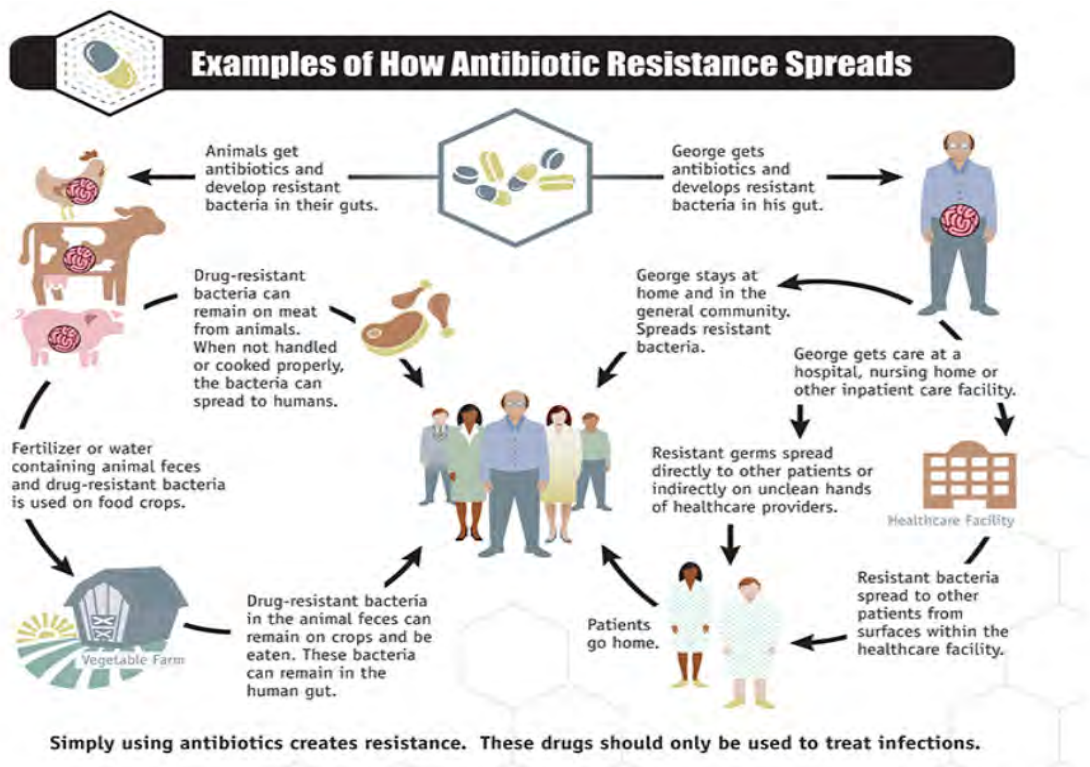 Examples of How Antibiotic Resistance Spreads
Animals get
antibiotics and
develop resistant
bacteria in their guts.
George gets
antibiotics and
develops resistant
bacteria in his gut.
Drug-resistant
bacteria can
remain on meat
from animals.
When not handled
or cooked properly,
the bacteria can
spread to humans.
George stays at
home and in the
general community.
Spreads resistant
bacteria.
George gets care at a
hospital, nursing home or
other inpatient care facility.
Fertilizer or water
containing animal feces
and drug-resistant bacteria
is used on food crops.
Resistant germs spread
directly to other patients or
indirectly on unclean hands
of healthcare providers.
Healthcare Facility
Vegetable Farm
Drug-resistant bacteria
in the animal feces can
remain on crops and be
eaten. These bacteria
can remain in the
human gut.
Patients
go home.
Resistant bacteria
spread to other
patients from
surfaces within the
healthcare facility.
Simply using antibiotics creates resistance. These drugs should only be used to treat infections.